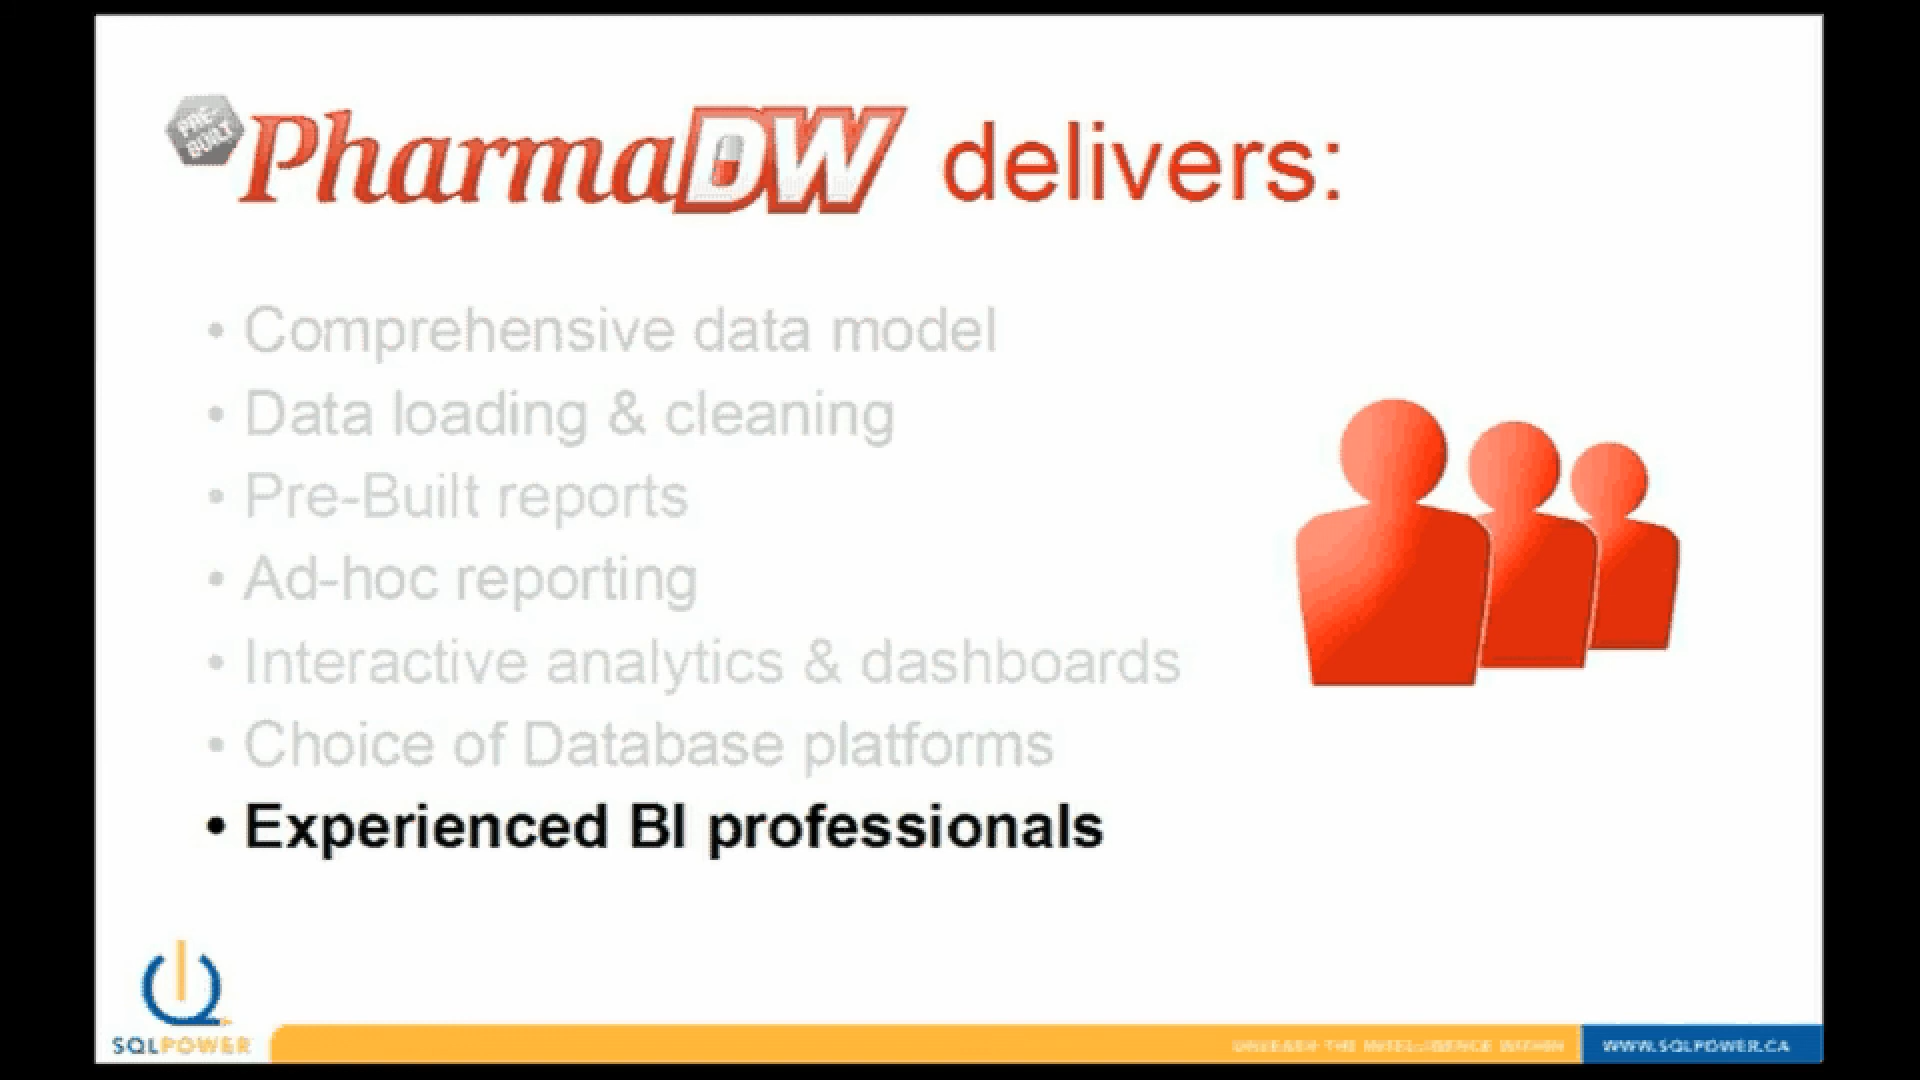 PRE-BUILT
PharmaDW delivers:
• Comprehensive data model
• Data loading & cleaning
• Pre-Built reports
• Ad-hoc reporting
• Interactive analytics & dashboards
• Choice of Database platforms
• Experienced BI professionals
SQLPOWER
UNLEASH THE INTELLIGENCE WITHIN
WWW.SQLPOWER.CA